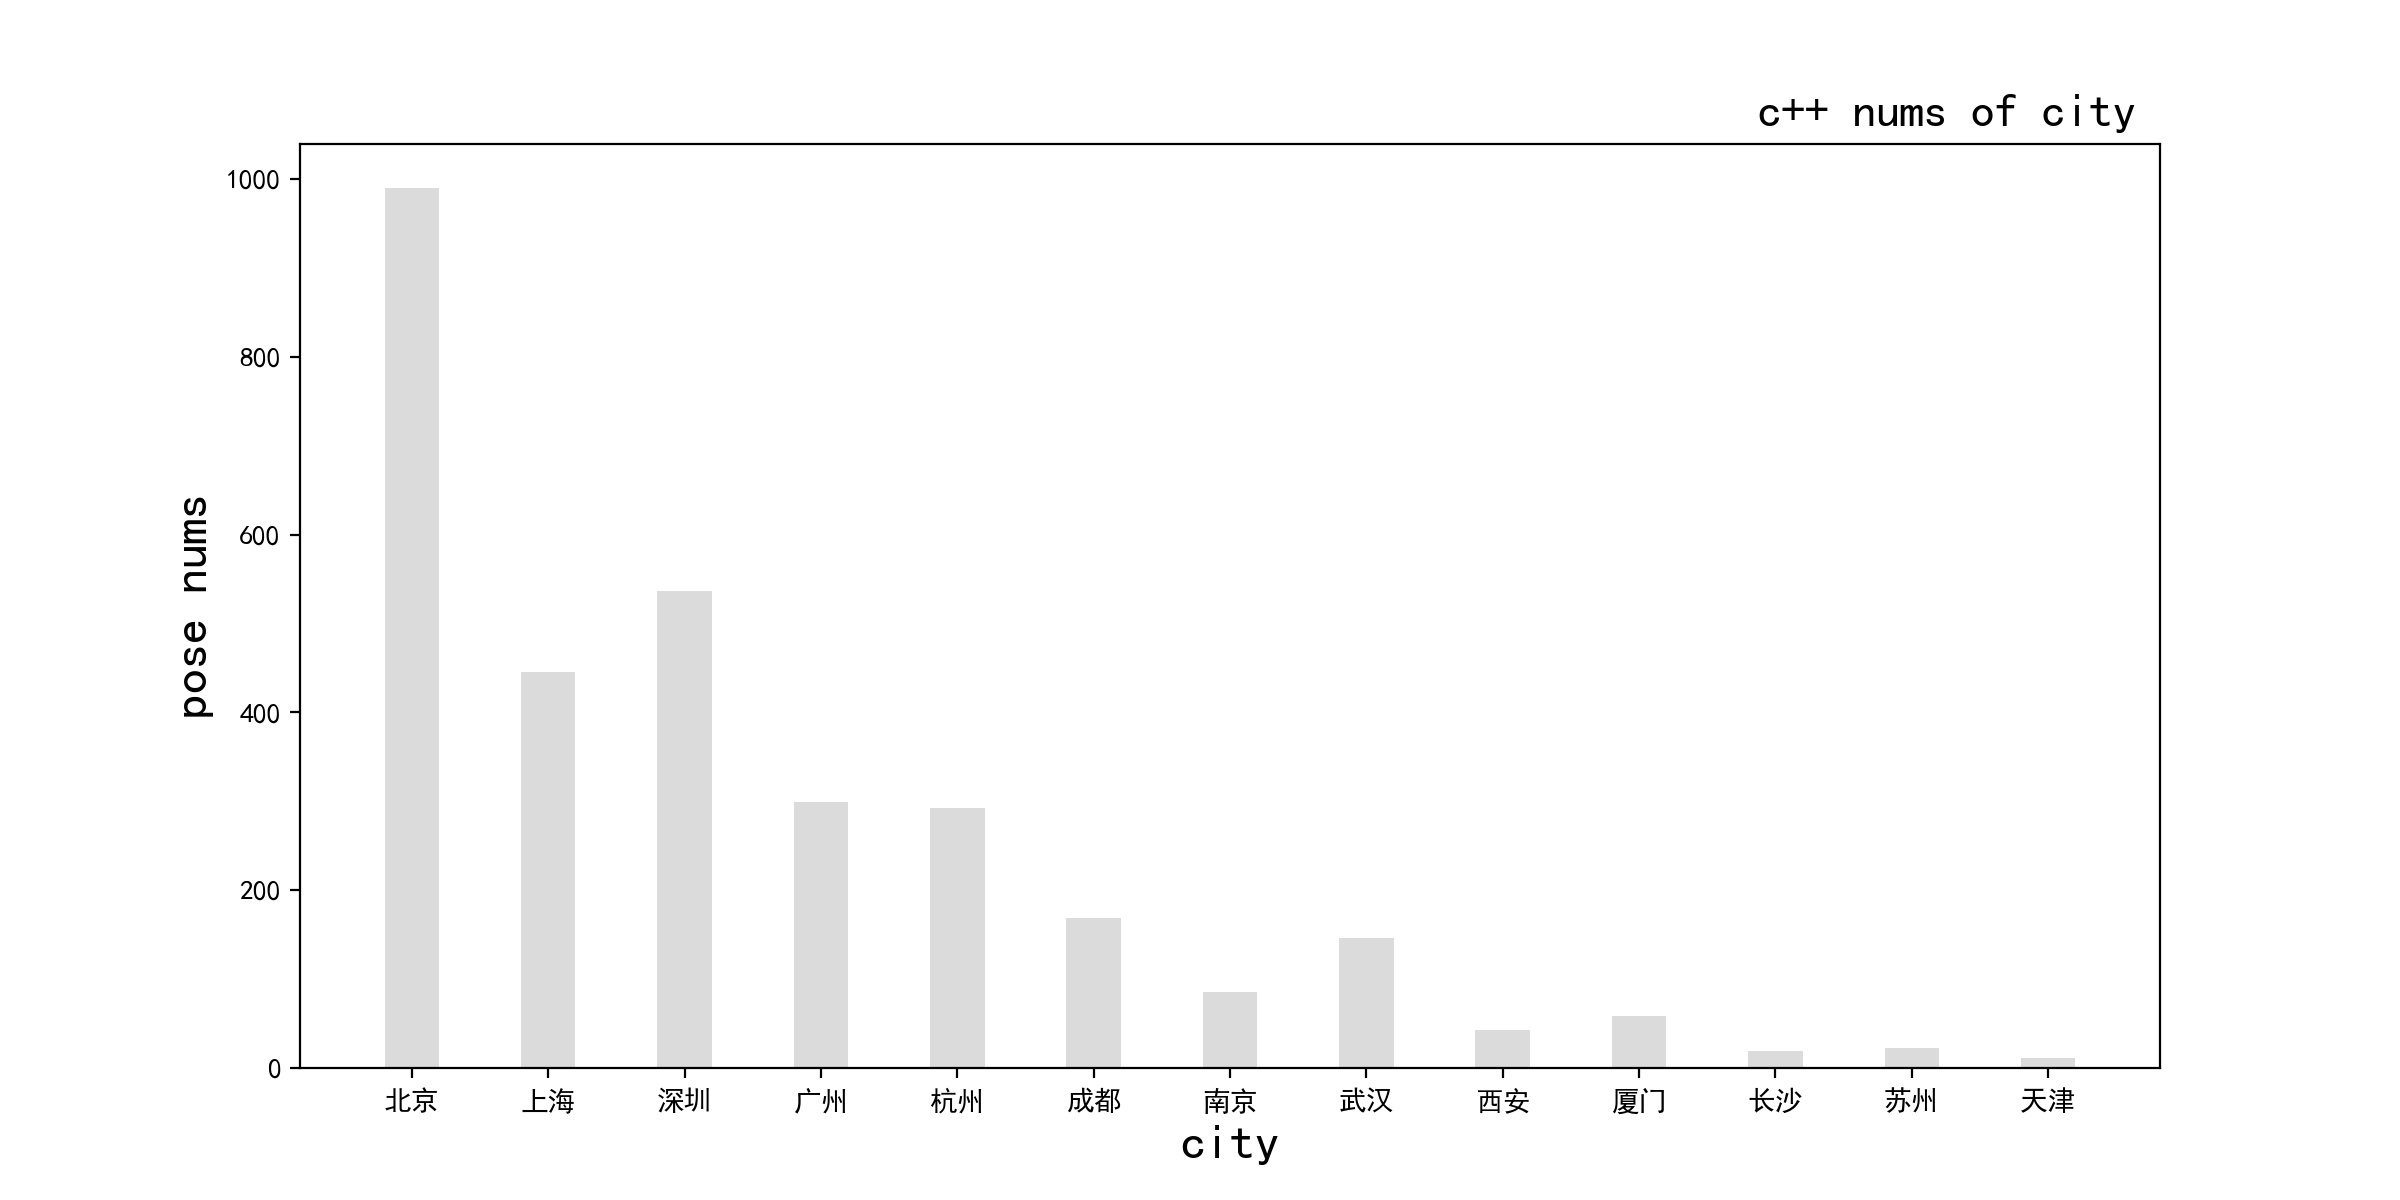 c++ nums of city
1000
800
600
400
200
0
pose nums
北京 上海 深圳 广州 杭州 成都 南京 武汉 西安 厦门 长沙 苏州 天津
city